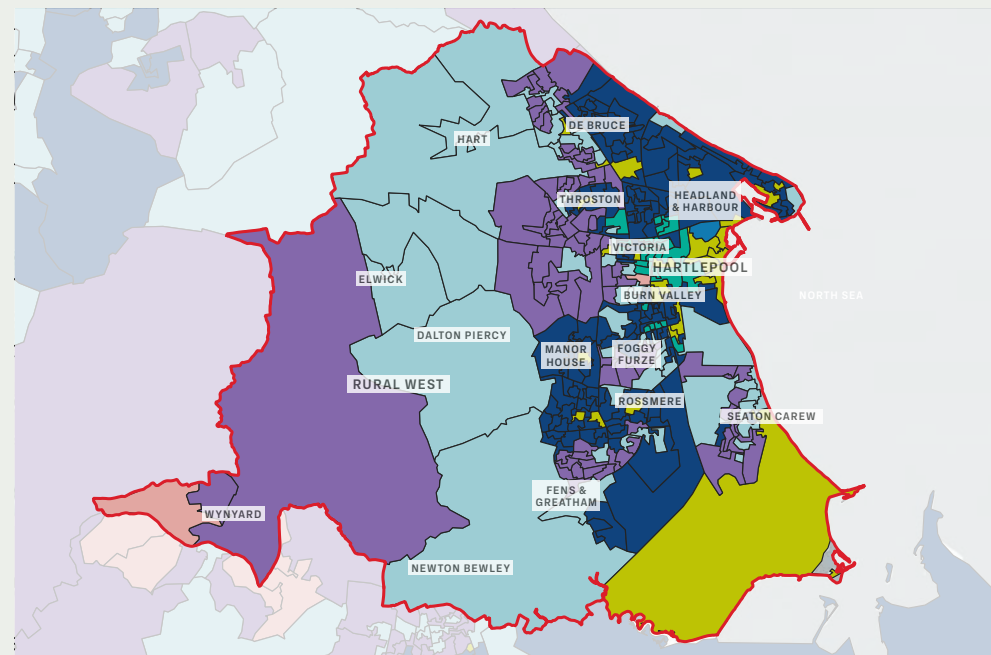 HART
DE BRUCE
THROSTON
HEADLAND
& HARBOUR
VICTORIA
HARTLEPOOL
ELWICK
BURN VALLEY
NORTH SEA
DALTON PIERCY
MANOR
HOUSE
FOGGY
FURZE
RURAL WEST
ROSSMERE
SEATON CAREW
FENS &
GREATHAM
WYNYARD
NEWTON BEWLEY